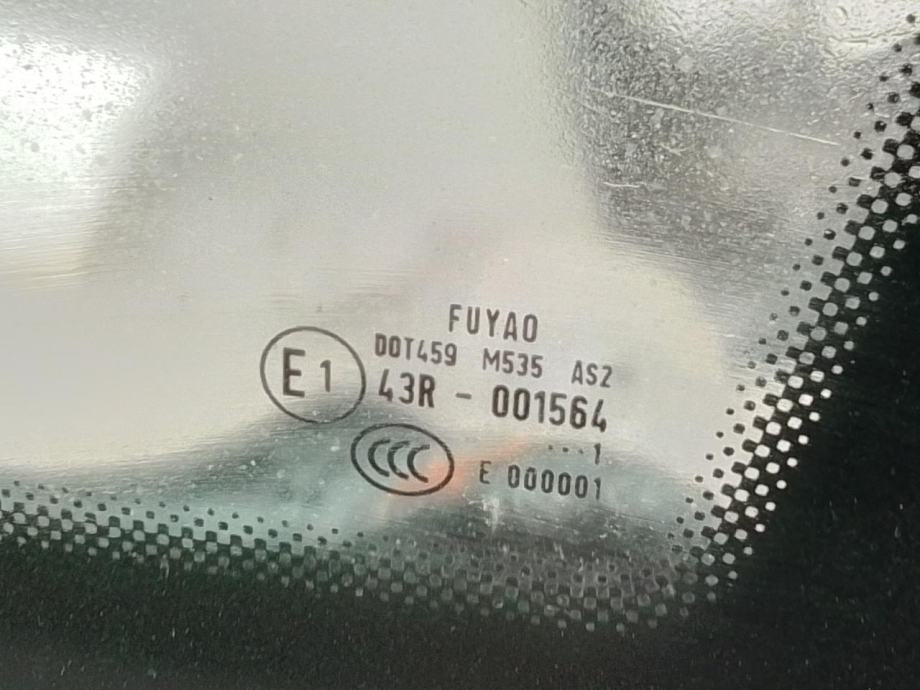 FUYAO
DOT459 M535 AS2
E1 43R - 001564
···1
CCC E 000001